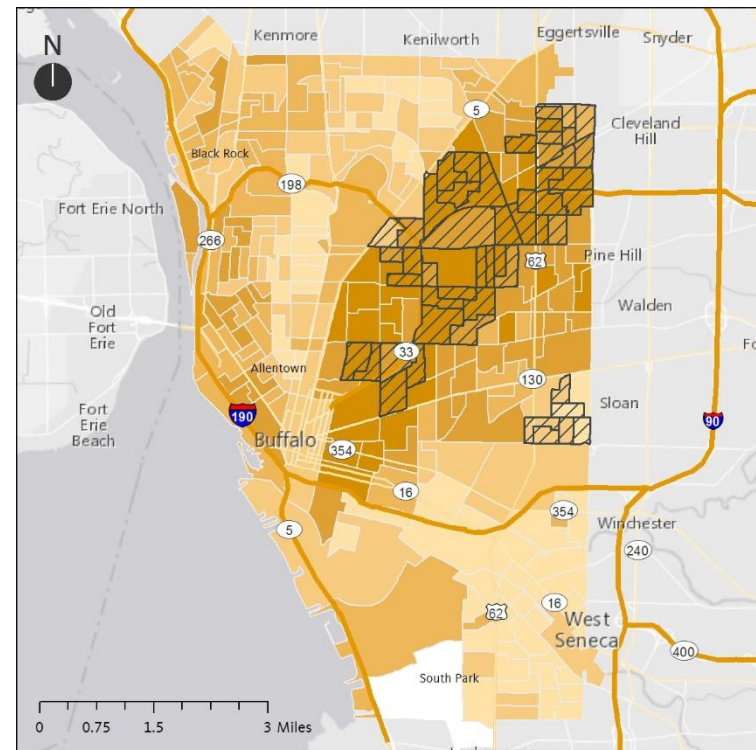 Kenmore
Kenilworth
Eggertsville
Snyder
N
5
Cleveland
Hill
Black Rock
198
Fort Erie North
266
62
Pine Hill
Old
Fort
Erie
Walden
33
Allentown
130
Sloan
Fort
Erie
Beach
190
Buffalo
90
354
16
354
Winchester
5
240
62
16
West
Seneca
400
South Park
0 0.75 1.5 3 Miles